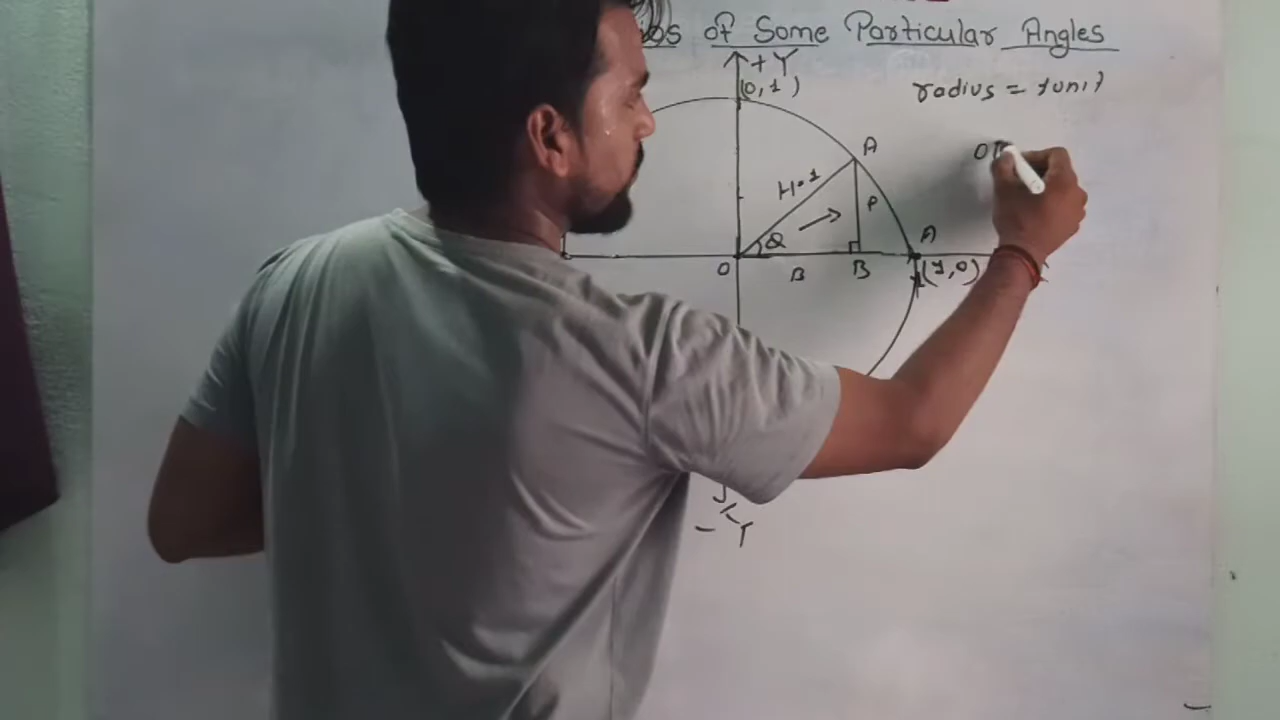 of Some Particular Angles
+Y
(0,1)
radius = 1unit
A
H=1
P
θ
A
O
B
B
(1,0)
-Y